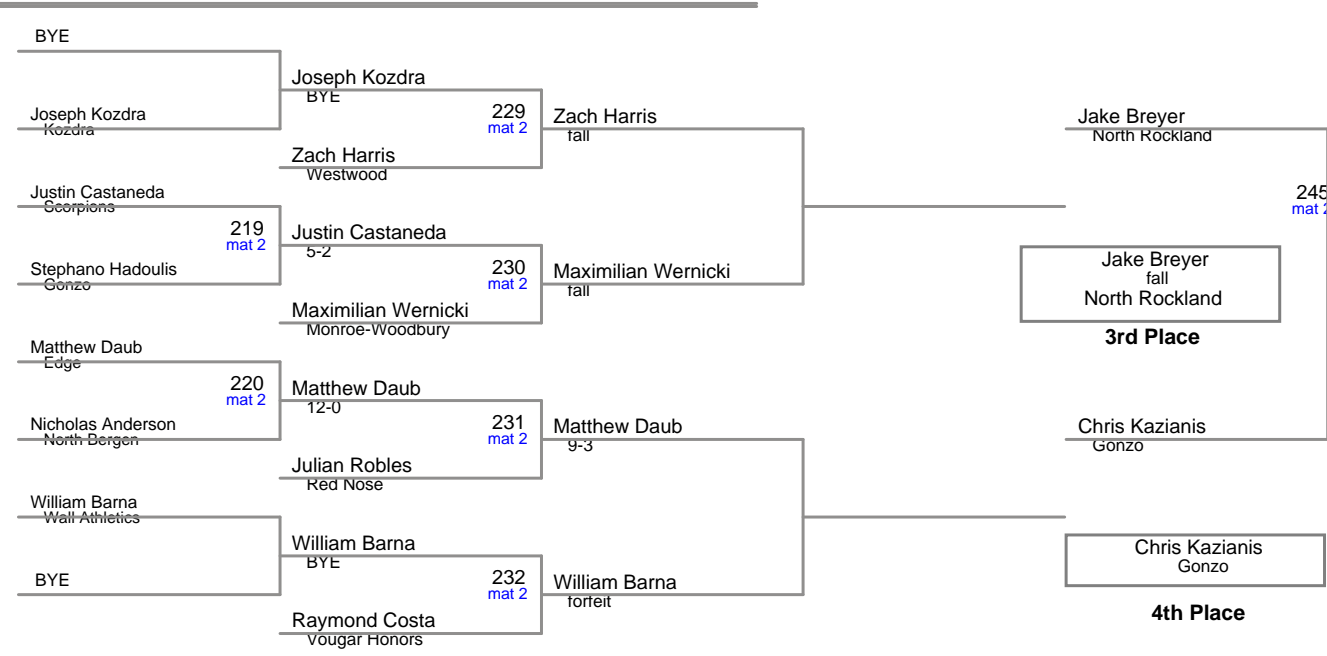 BYE
Joseph Kozdra
BYE
Joseph Kozdra
Kozdra
229
mat 2
Zach Harris
fall
Jake Breyer
North Rockland
Zach Harris
Westwood
Justin Castaneda
Scorpions
245
mat 2
219
mat 2
Justin Castaneda
5-2
Stephano Hadoulis
Gonzo
230
mat 2
Maximilian Wernicki
fall
Jake Breyer
fall
North Rockland
3rd Place
Maximilian Wernicki
Monroe-Woodbury
Matthew Daub
Edge
220
mat 2
Matthew Daub
12-0
Nicholas Anderson
North Bergen
231
mat 2
Matthew Daub
9-3
Chris Kazianis
Gonzo
Julian Robles
Red Nose
William Barna
Wall Athletics
William Barna
BYE
BYE
232
mat 2
William Barna
forfeit
Chris Kazianis
Gonzo
4th Place
Raymond Costa
Vougar Honors